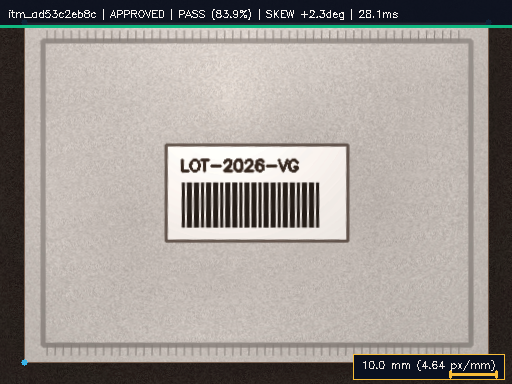 itm_ad53c2eb8c | APPROVED | PASS (83.9%) | SKEW +2.3deg | 28.1ms
LOT-2026-VG
10.0 mm (4.64 px/mm)